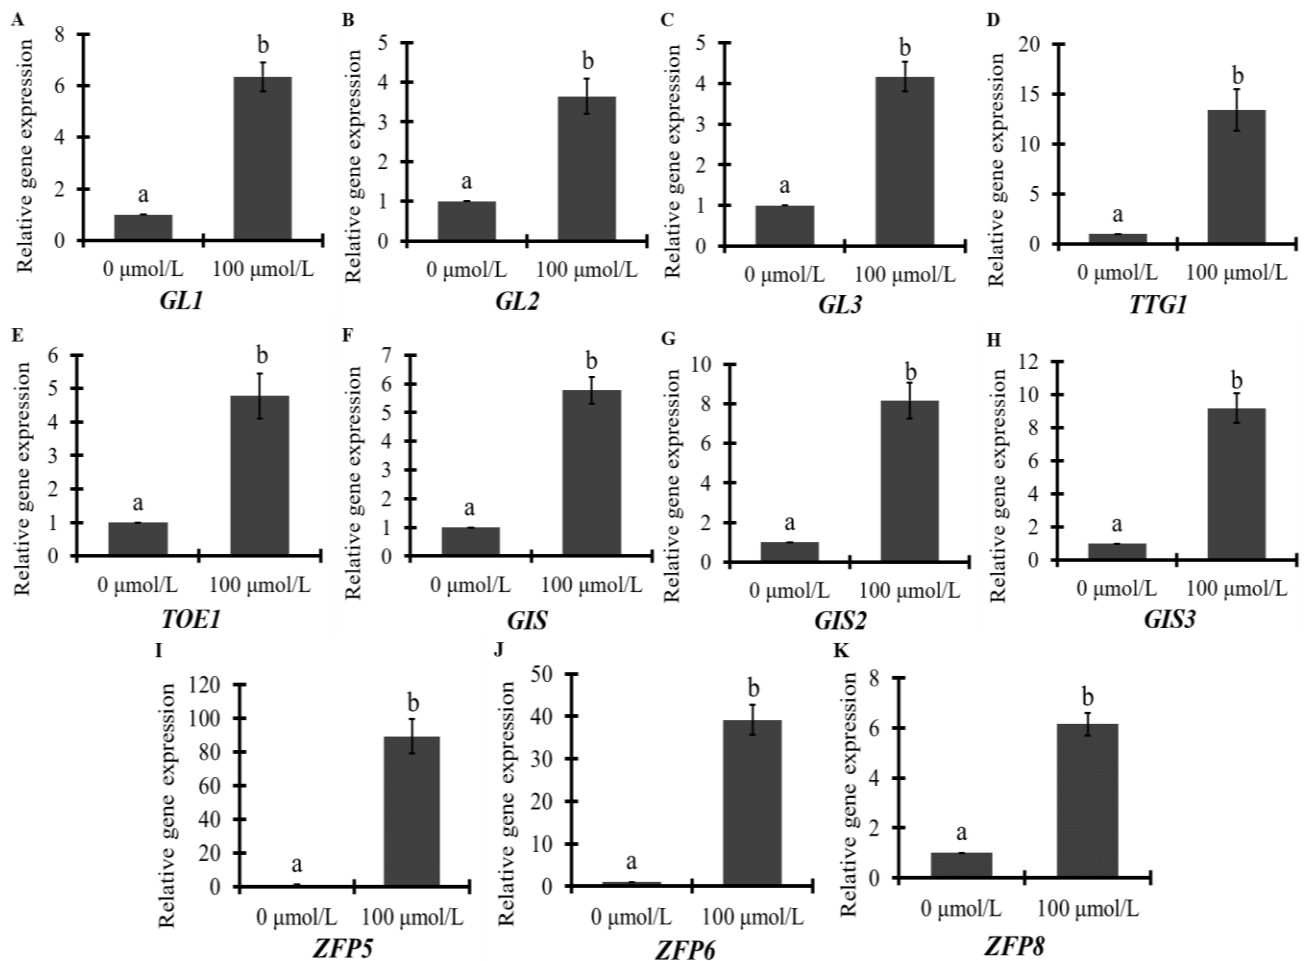 A
Relative gene expression
8
6
4
2
0
a
b
0 μmol/L 100 μmol/L
GL1
B
Relative gene expression
5
4
3
2
1
0
a
b
0 μmol/L 100 μmol/L
GL2
C
Relative gene expression
5
4
3
2
1
0
a
b
0 μmol/L 100 μmol/L
GL3
D
Relative gene expression
20
15
10
5
0
a
b
0 μmol/L 100 μmol/L
TTG1
E
Relative gene expression
6
5
4
3
2
1
0
a
b
0 μmol/L 100 μmol/L
TOE1
F
Relative gene expression
7
6
5
4
3
2
1
0
a
b
0 μmol/L 100 μmol/L
GIS
G
Relative gene expression
10
8
6
4
2
0
a
b
0 μmol/L 100 μmol/L
GIS2
H
Relative gene expression
12
10
8
6
4
2
0
a
b
0 μmol/L 100 μmol/L
GIS3
I
Relative gene expression
120
100
80
60
40
20
0
a
b
0 μmol/L 100 μmol/L
ZFP5
J
Relative gene expression
50
40
30
20
10
0
a
b
0 μmol/L 100 μmol/L
ZFP6
K
Relative gene expression
8
6
4
2
0
a
b
0 μmol/L 100 μmol/L
ZFP8